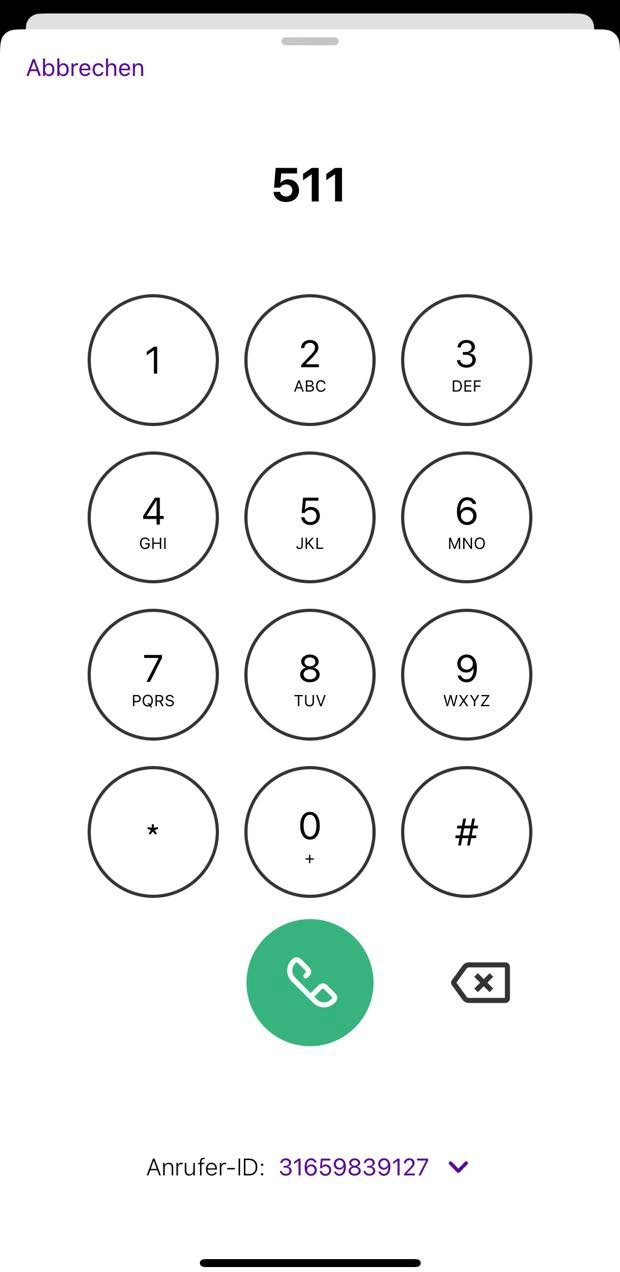 Abbrechen
511
1 2 3
ABC DEF
4 5 6
GHI JKL MNO
7 8 9
PQRS TUV WXYZ
* 0 #
+
Anrufer-ID: 31659839127